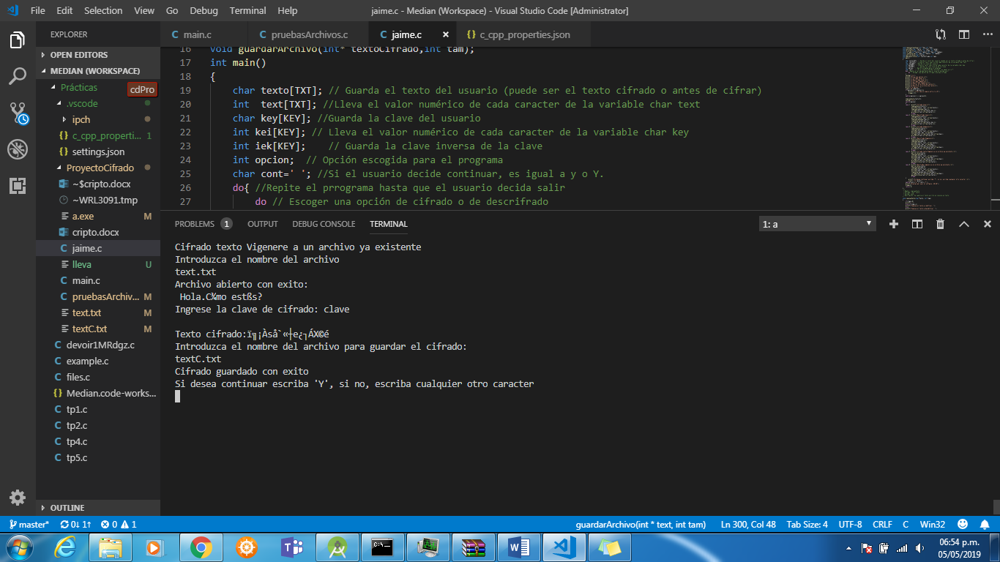 File Edit Selection View Go Debug Terminal Help
jaime.c - Median (Workspace) - Visual Studio Code [Administrator]
EXPLORER
main.c
pruebasArchivos.c
jaime.c
{} c_cpp_properties.json
OPEN EDITORS
MEDIAN (WORKSPACE)
Prácticas
cdPro
.vscode
ipch
{} c_cpp_properti... 1
{} settings.json
ProyectoCifrado
~$cripto.docx
~WRL3091.tmp
a.exe M
cripto.docx
jaime.c
lleva U
main.c
pruebasArchiv... M
text.txt M
textC.txt M
devoir1MRdgz.c
example.c
files.c
{} Median.code-works...
tp1.c
tp2.c
tp4.c
tp5.c
OUTLINE
16 void guardarArchivo(int* textoCifrado,int tam);
17 int main()
18 {
19 char texto[TXT]; // Guarda el texto del usuario (puede ser el texto cifrado o antes de cifrar)
20 int text[TXT]; //Lleva el valor numérico de cada caracter de la variable char text
21 char key[KEY]; //Guarda la clave del usuario
22 int kei[KEY]; // Lleva el valor numérico de cada caracter de la variable char key
23 int iek[KEY]; // Guarda la clave inversa de la clave
24 int opcion; // Opción escogida para el programa
25 char cont=' '; //Si el usuario decide continuar, es igual a y o Y.
26 do{ //Repite el prrograma hasta que el usuario decida salir
27 do // Escoger una opción de cifrado o de descrifrado
PROBLEMS 1 OUTPUT DEBUG CONSOLE TERMINAL
1: a
Cifrado texto Vigenere a un archivo ya existente
Introduzca el nombre del archivo
text.txt
Archivo abierto con exito:
Hola.C¾mo estßs?
Ingrese la clave de cifrado: clave
Texto cifrado:ï╗¡Àså`«┼e¿┐ÁX©é
Introduzca el nombre del archivo para guardar el cifrado:
textC.txt
Cifrado guardado con exito
Si desea continuar escriba 'Y', si no, escriba cualquier otro caracter
master* 0↓ 1↑ 0 1
guardarArchivo(int * text, int tam) Ln 300, Col 48 Tab Size: 4 UTF-8 CRLF C Win32
06:54 p.m.
05/05/2019